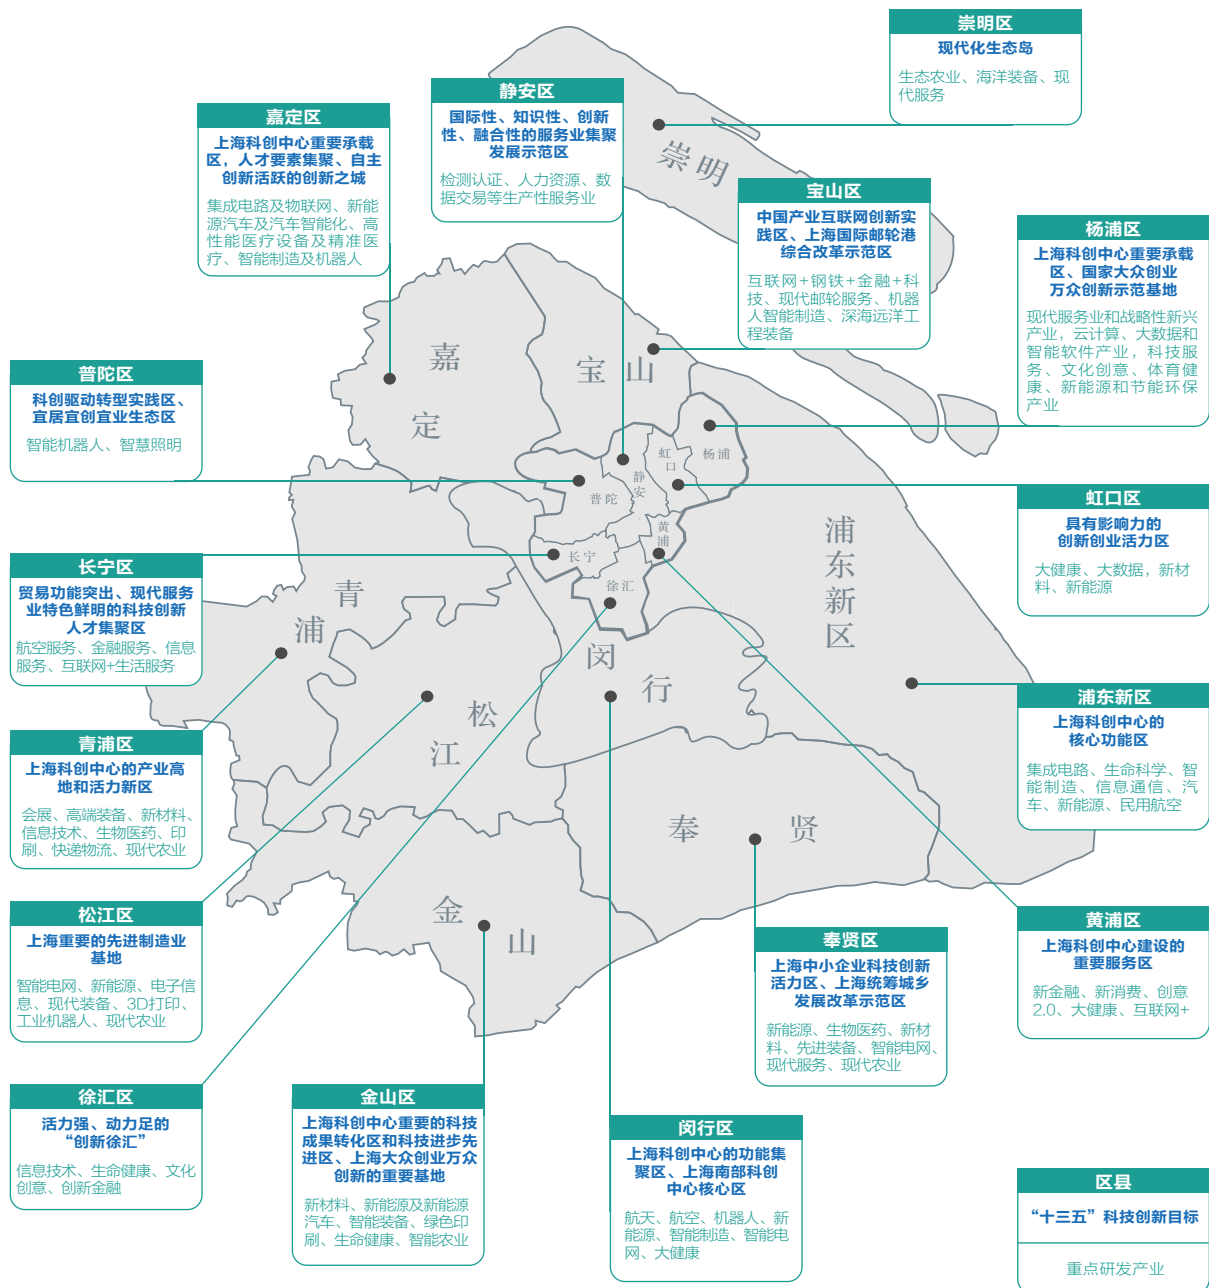 崇明区
现代化生态岛
生态农业、海洋装备、现
代服务
静安区
国际性、知识性、创新
性、融合性的服务业集聚
发展示范区
检测认证、人力资源、数
据交易等生产性服务业
嘉定区
上海科创中心重要承载
区，人才要素集聚、自主
创新活跃的创新之城
集成电路及物联网、新能
源汽车及汽车智能化、高
性能医疗设备及精准医
疗、智能制造及机器人
宝山区
中国产业互联网创新实
践区、上海国际邮轮港
综合改革示范区
互联网+钢铁+金融+科
技、现代邮轮服务、机器
人智能制造、深海远洋工
程装备
杨浦区
上海科创中心重要承载
区、国家大众创业
万众创新示范基地
现代服务业和战略性新兴
产业，云计算、大数据和
智能软件产业，科技服
务、文化创意、体育健
康、新能源和节能环保
产业
普陀区
科创驱动转型实践区、
宜居宜创宜业生态区
智能机器人、智慧照明
虹口区
具有影响力的
创新创业活力区
大健康、大数据，新材
料、新能源
长宁区
贸易功能突出、现代服务
业特色鲜明的科技创新
人才集聚区
航空服务、金融服务、信息
服务、互联网+生活服务
浦东新区
上海科创中心的
核心功能区
集成电路、生命科学、智
能制造、信息通信、汽
车、新能源、民用航空
青浦区
上海科创中心的产业高
地和活力新区
会展、高端装备、新材料、
信息技术、生物医药、印
刷、快递物流、现代农业
松江区
上海重要的先进制造业
基地
智能电网、新能源、电子信
息、现代装备、3D打印、
工业机器人、现代农业
黄浦区
上海科创中心建设的
重要服务区
新金融、新消费、创意
2.0、大健康、互联网+
奉贤区
上海中小企业科技创新
活力区、上海统筹城乡
发展改革示范区
新能源、生物医药、新材
料、先进装备、智能电网、
现代服务、现代农业
徐汇区
活力强、动力足的
“创新徐汇”
信息技术、生命健康、文化
创意、创新金融
金山区
上海科创中心重要的科技
成果转化区和科技进步先
进区、上海大众创业万众
创新的重要基地
新材料、新能源及新能源
汽车、智能装备、绿色印
刷、生命健康、智能农业
闵行区
上海科创中心的功能集
聚区、上海南部科创
中心核心区
航天、航空、机器人、新
能源、智能制造、智能电
网、大健康
区县
“十三五”科技创新目标
重点研发产业
崇明
嘉定
宝山
杨浦
虹口
静安
普陀
黄浦
长宁
徐汇
浦东新区
青浦
闵行
松江
奉贤
金山